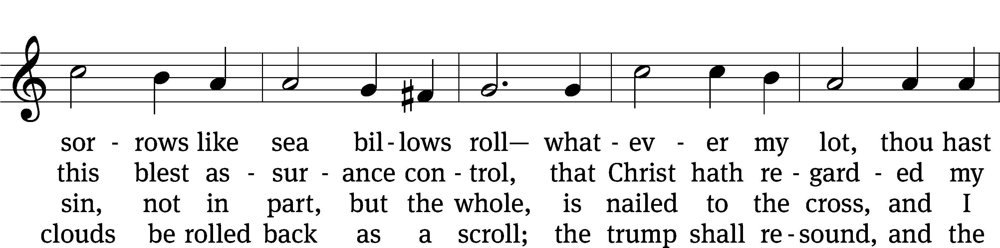 sor - rows like sea bil - lows roll— what - ev - er my lot, thou hast
this blest as - sur - ance con - trol, that Christ hath re - gard - ed my
sin, not in part, but the whole, is nailed to the cross, and I
clouds be rolled back as a scroll; the trump shall re - sound, and the